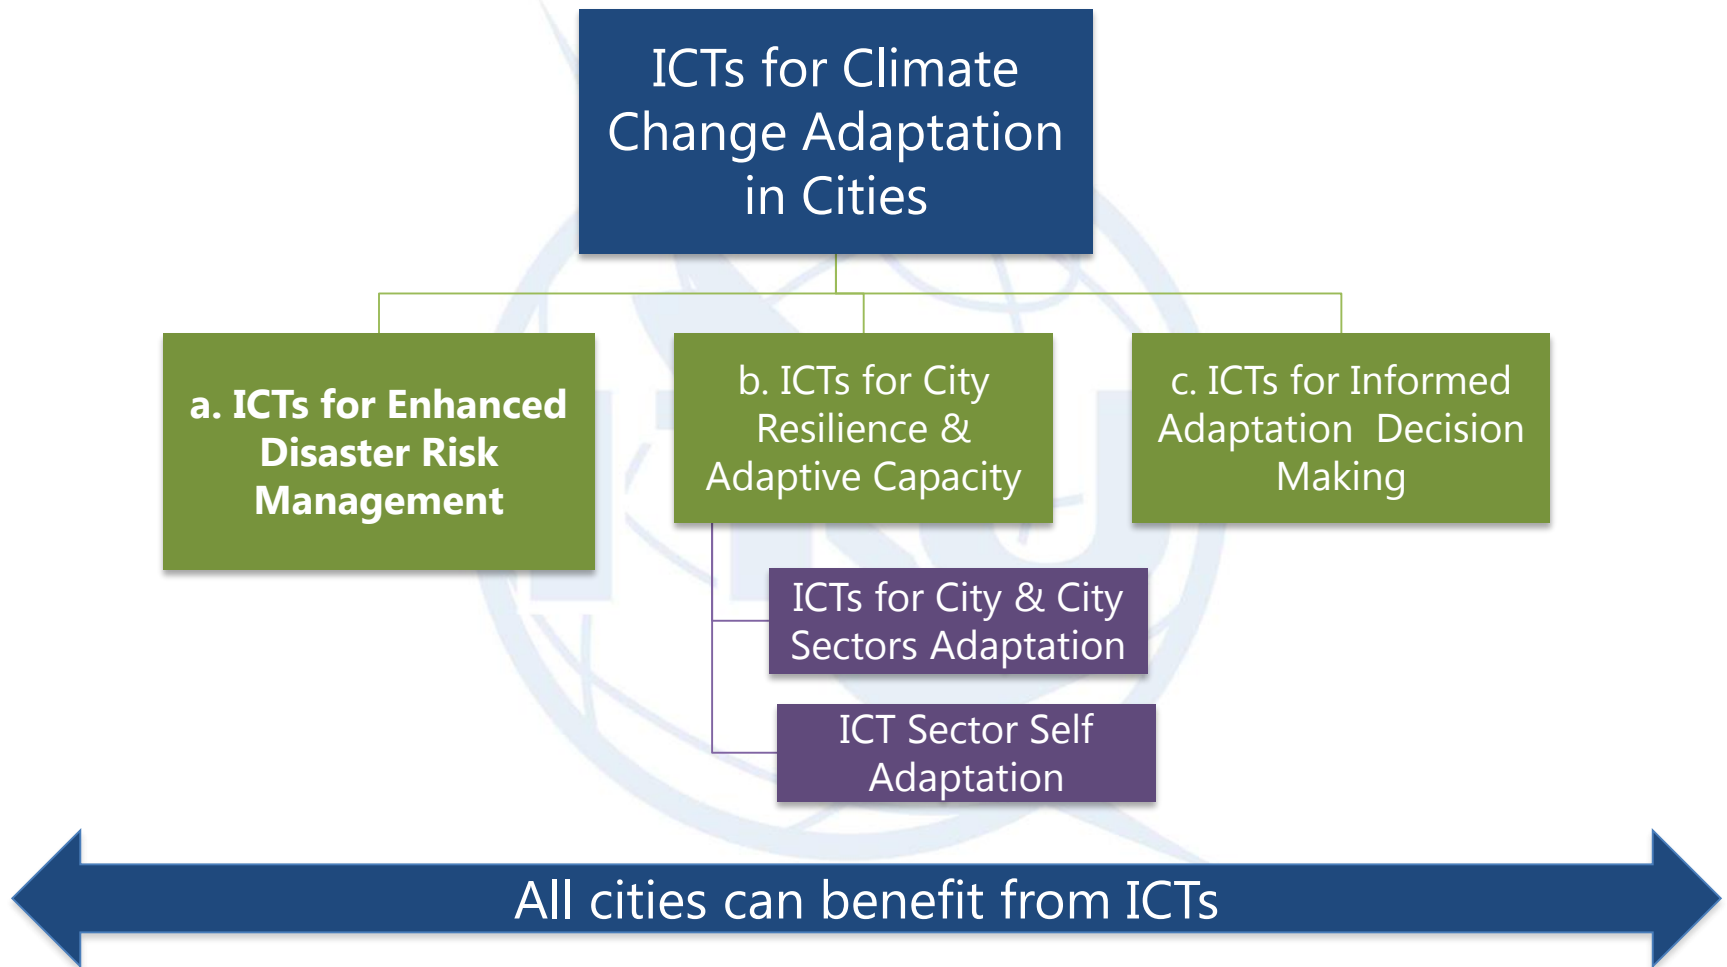 ICTs for Climate
Change Adaptation
in Cities
a. ICTs for Enhanced
Disaster Risk
Management
b. ICTs for City
Resilience &
Adaptive Capacity
c. ICTs for Informed
Adaptation  Decision
Making
ICTs for City & City
Sectors Adaptation
ICT Sector Self
Adaptation
All cities can benefit from ICTs
ITU